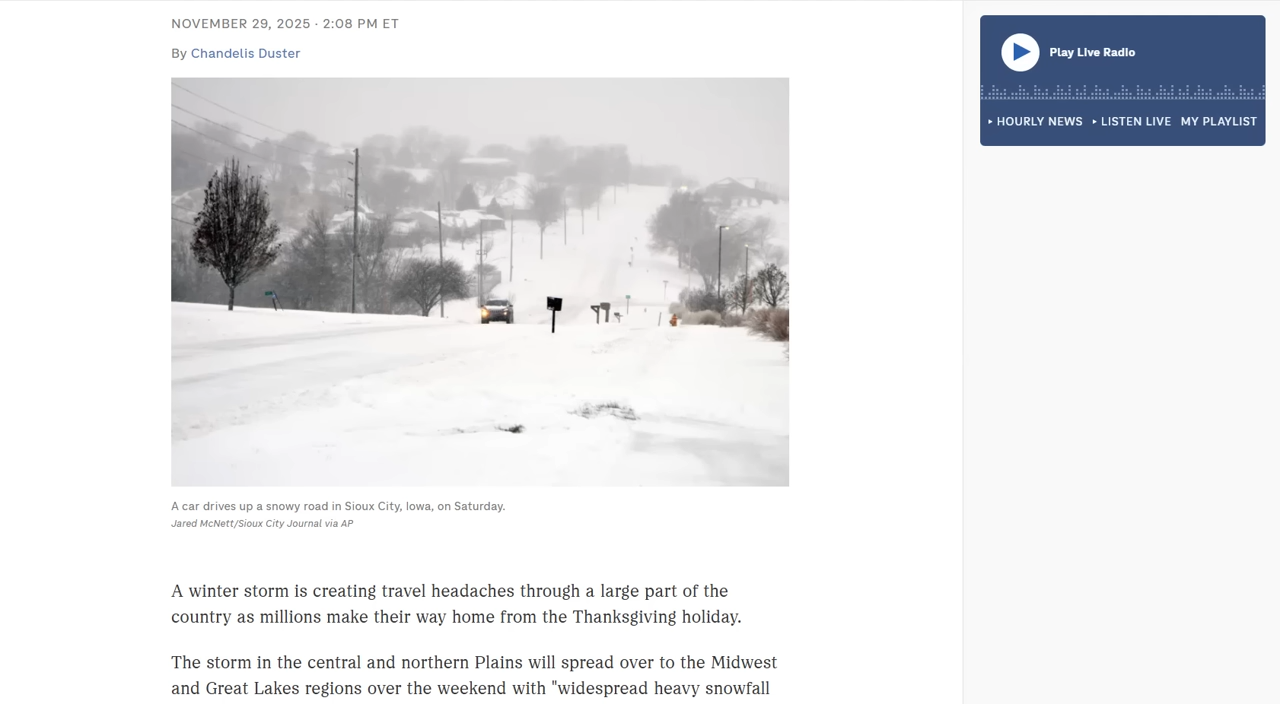 NOVEMBER 29, 2025 · 2:08 PM ET
By Chandelis Duster
A car drives up a snowy road in Sioux City, Iowa, on Saturday.
Jared McNett/Sioux City Journal via AP
A winter storm is creating travel headaches through a large part of the
country as millions make their way home from the Thanksgiving holiday.
The storm in the central and northern Plains will spread over to the Midwest
and Great Lakes regions over the weekend with "widespread heavy snowfall
Play Live Radio
HOURLY NEWS
LISTEN LIVE
MY PLAYLIST